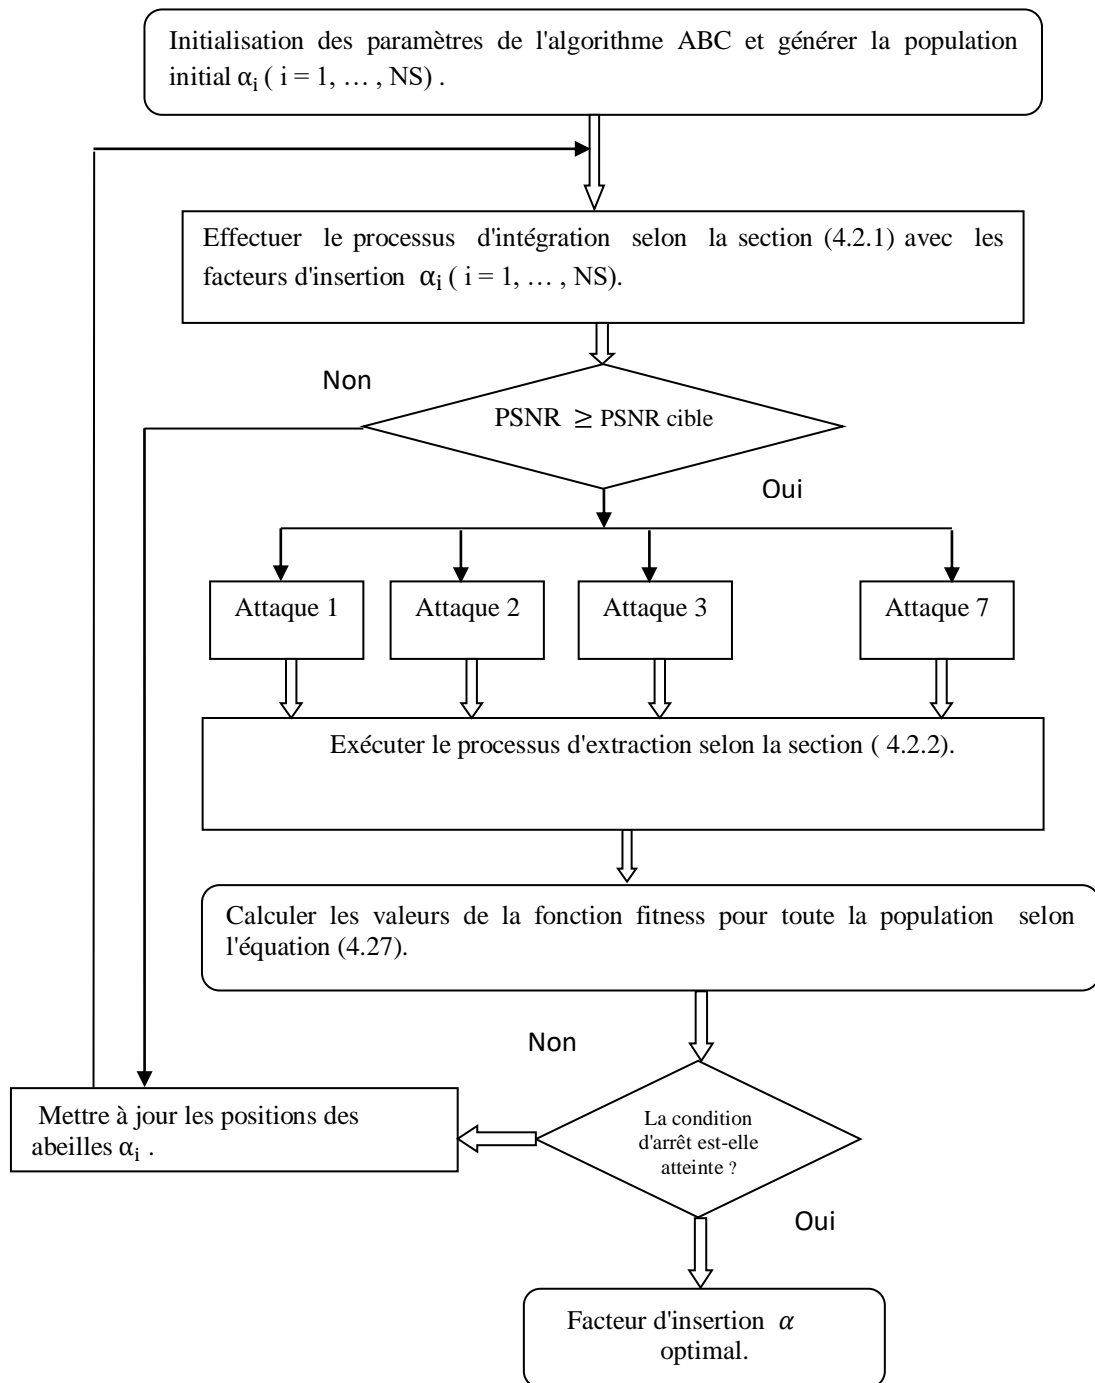 Initialisation des paramètres de l'algorithme ABC et générer la population
initial αi ( i = 1, … , NS) .
Effectuer le processus d'intégration selon la section (4.2.1) avec les
facteurs d'insertion αi ( i = 1, … , NS).
Non
PSNR ≥ PSNR cible
Oui
Attaque 1
Attaque 2
Attaque 3
Attaque 7
Exécuter le processus d'extraction selon la section ( 4.2.2).
Calculer les valeurs de la fonction fitness pour toute la population selon
l'équation (4.27).
Non
Mettre à jour les positions des
abeilles αi .
La condition
d'arrêt est-elle
atteinte ?
Oui
Facteur d'insertion α
optimal.